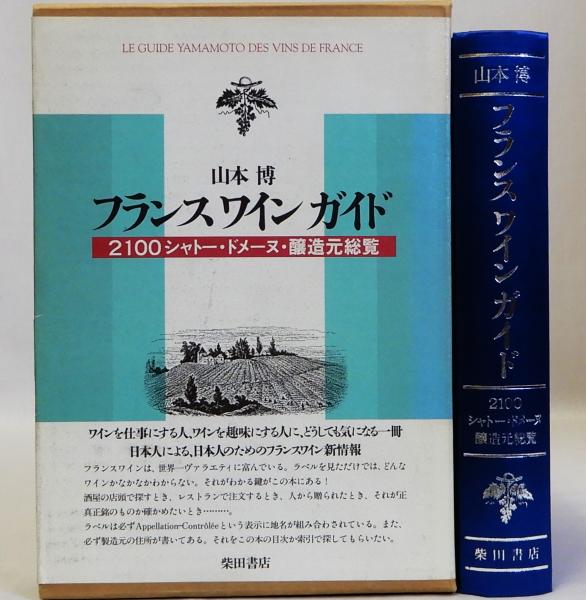 LE GUIDE YAMAMOTO DES VINS DE FRANCE
山本 博
フランスワイン ガイド
2100シャトー・ドメーヌ・醸造元総覧
ワインを仕事にする人、ワインを趣味にする人に、どうしても気になる一冊
日本人による、日本人のためのフランスワイン新情報
フランスワインは、世界一ヴァラエティに富んでいる。ラベルを見ただけでは、どんな
ワインかなかなかわからない。それがわかる鍵がこの本にある!
酒屋の店頭で探すとき、レストランで注文するとき、人から贈られたとき、それが正
真正銘のものか確かめたいとき………。
ラベルは必ずAppellation-Contrôléeという表示に地名が組み合わされている。また、
必ず製造元の住所が書いてある。それをこの本の目次か索引で探してもらいたい。
柴田書店
山本 博
フランスワインガイド
2100
シャトー・ドメーヌ
醸造元総覧
柴田書店